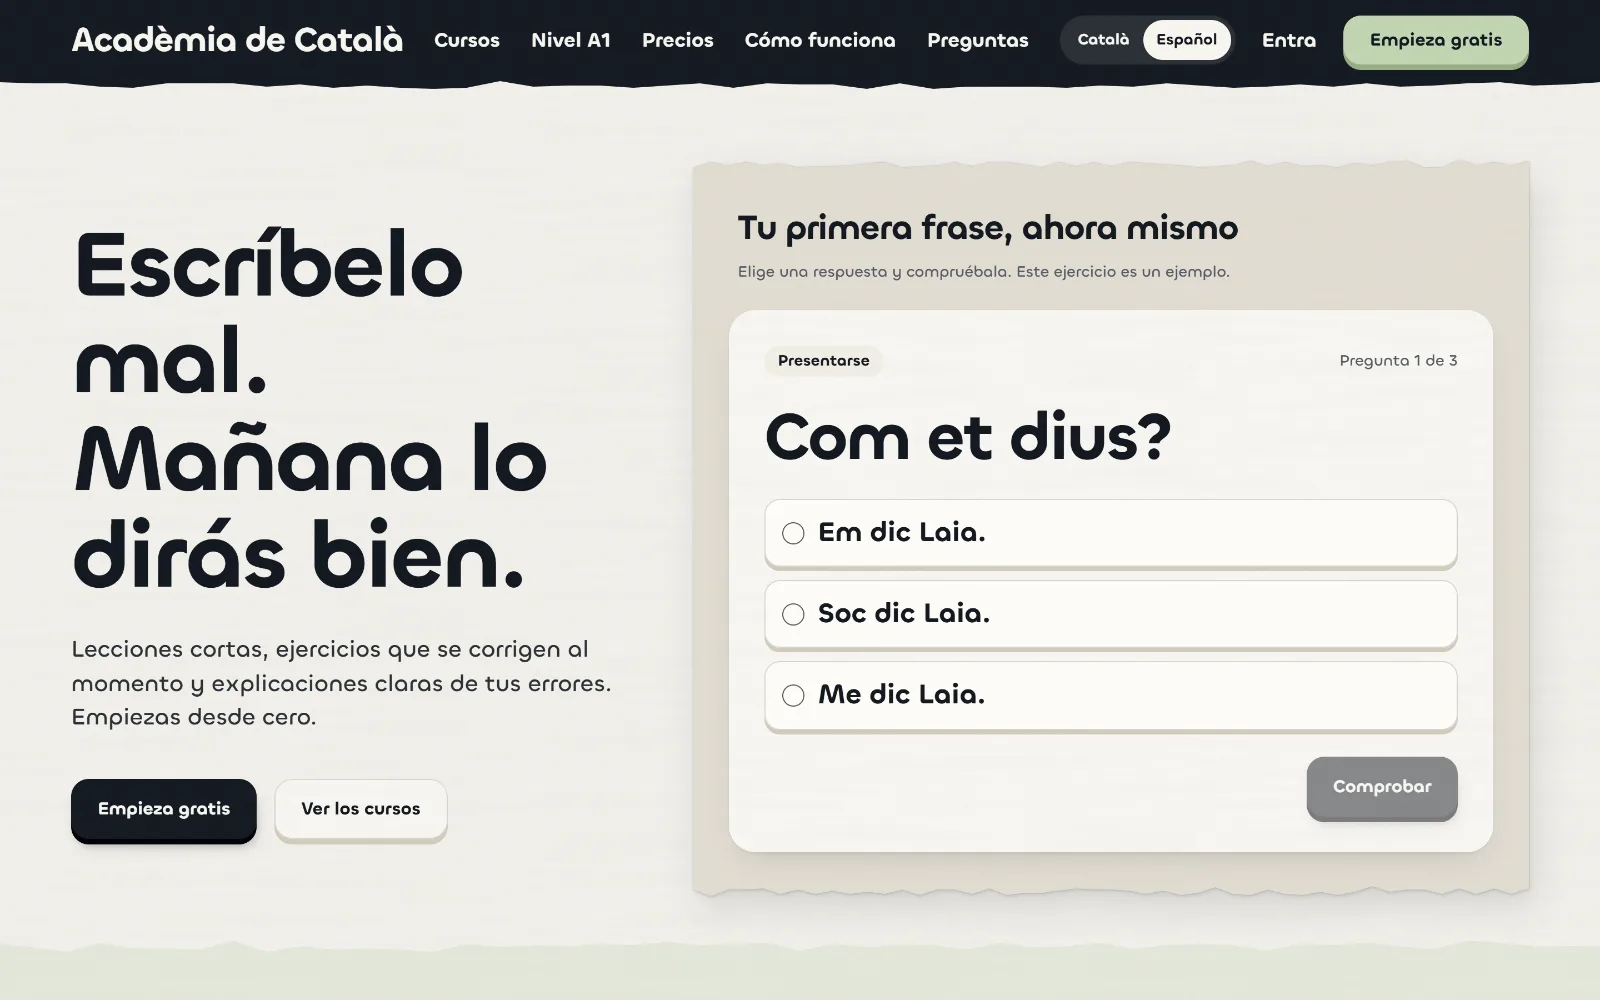 Acadèmia de Català
Cursos
Nivel A1
Precios
Cómo funciona
Preguntas
Català
Español
Entra
Empieza gratis
Escríbelo
mal.
Mañana lo
dirás bien.
Lecciones cortas, ejercicios que se corrigen al
momento y explicaciones claras de tus errores.
Empiezas desde cero.
Empieza gratis
Ver los cursos
Tu primera frase, ahora mismo
Elige una respuesta y compruébala. Este ejercicio es un ejemplo.
Presentarse
Pregunta 1 de 3
Com et dius?
Em dic Laia.
Soc dic Laia.
Me dic Laia.
Comprobar